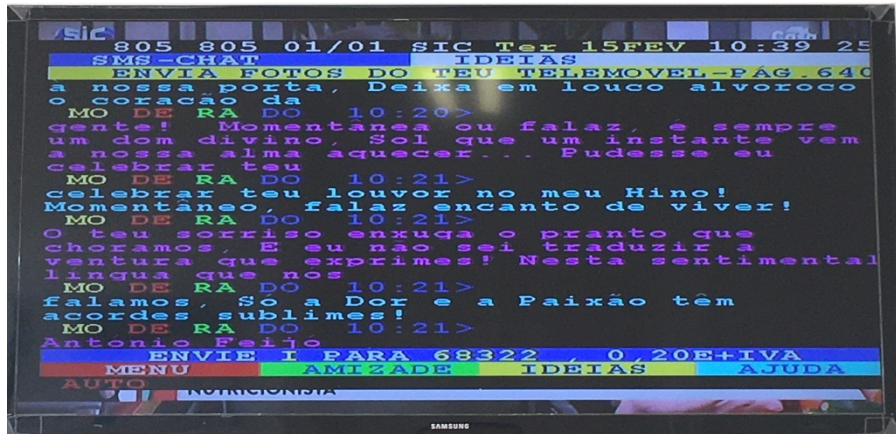 SIC
805 805 01/01 SIC Ter 15FEV 10:39 25
SMS-CHAT IDEIAS
ENVIA FOTOS DO TEU TELEMOVEL-PÁG.640
a nossa porta, Deixa em louco alvoroco
o coracão da
MO DE RA DO 10:20>
gente! Momentânea ou falaz, é sempre
um dom divino, Sol que um instante vem
a nossa alma aquecer... Pudesse eu
celebrar teu
MO DE RA DO 10:21>
celebrar teu louvor no meu Hino!
Momentâneo, falaz encanto de viver!
MO DE RA DO 10:21>
O teu sorriso enxuga o pranto que
choramos, E eu não sei traduzir a
ventura que exprimes! Nesta sentimental
língua que nós
MO DE RA DO 10:21>
falamos, Só a Dor e a Paixão têm
acordes sublimes!
MO DE RA DO 10:21>
Antonio Feijó
ENVIE I PARA 68322 , 0,20E+IVA
MENU AMIZADE IDEIAS AJUDA
AUTO
NUTRICIONISTA
SAMSUNG